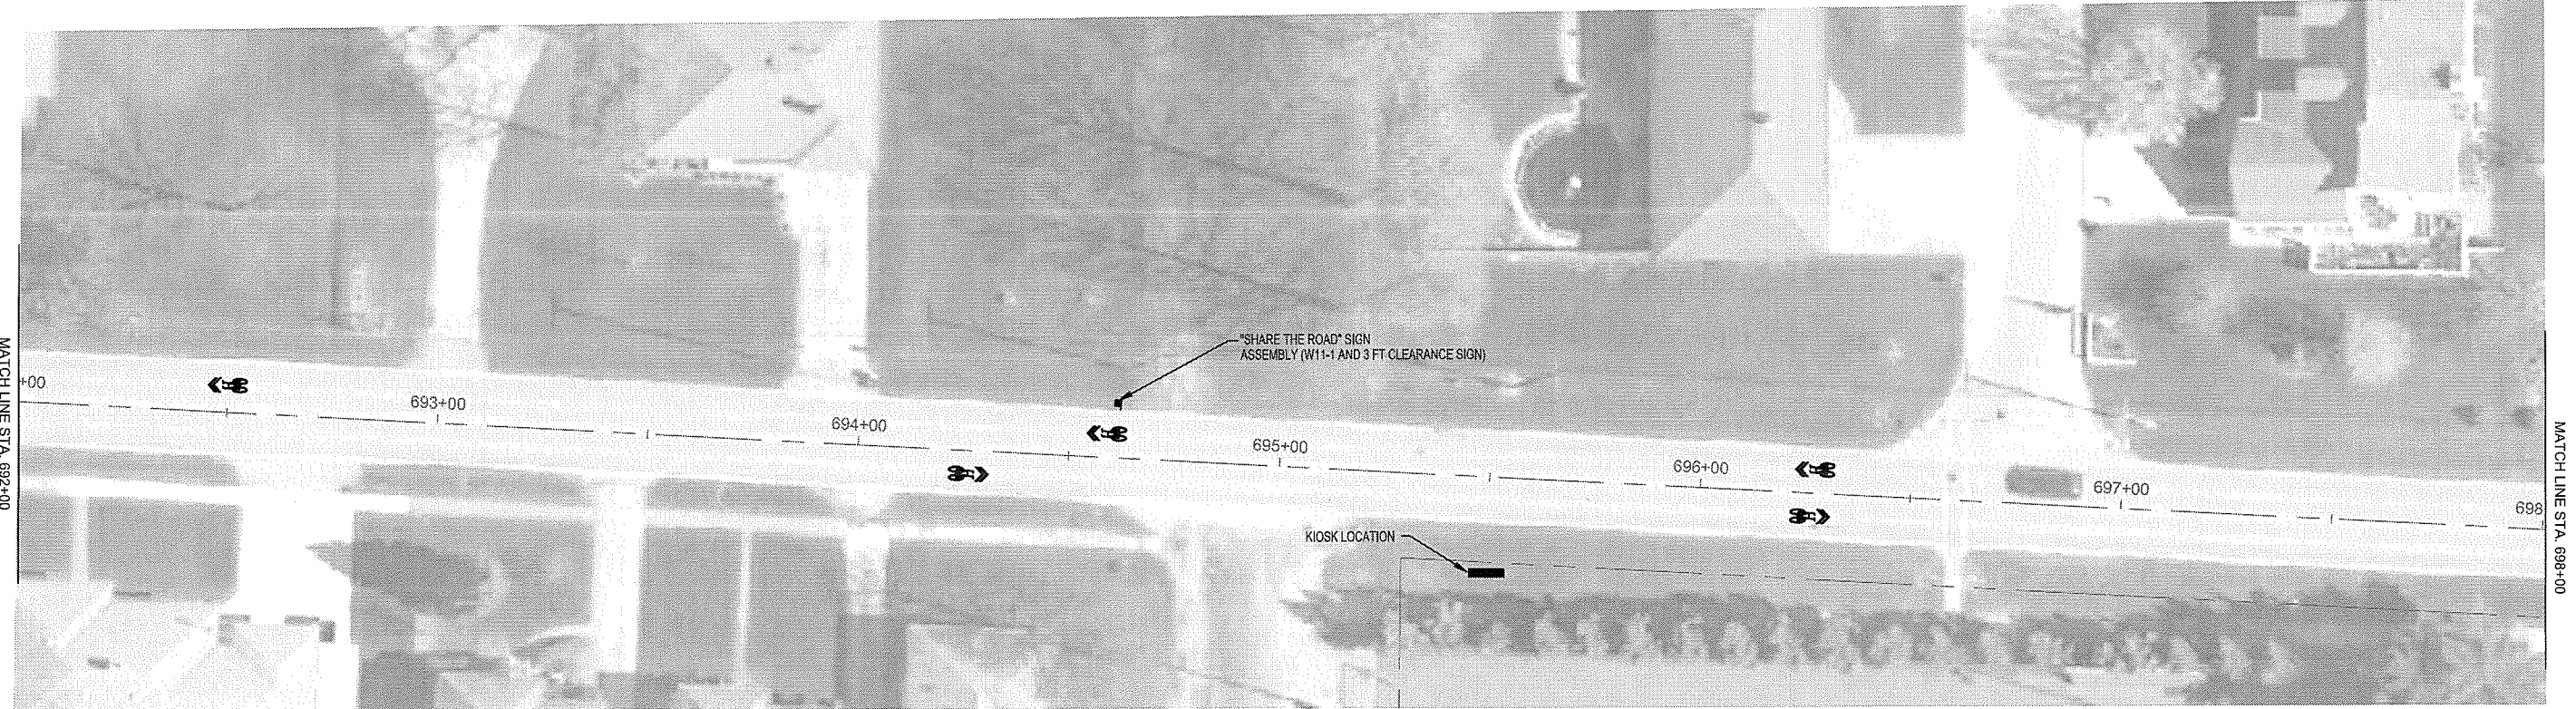 "SHARE THE ROAD" SIGN
ASSEMBLY (W11-1 AND 3 FT CLEARANCE SIGN)
MATCH LINE STA. 692+00
+00
693+00
694+00
695+00
696+00
697+00
698
KIOSK LOCATION
MATCH LINE STA. 698+00